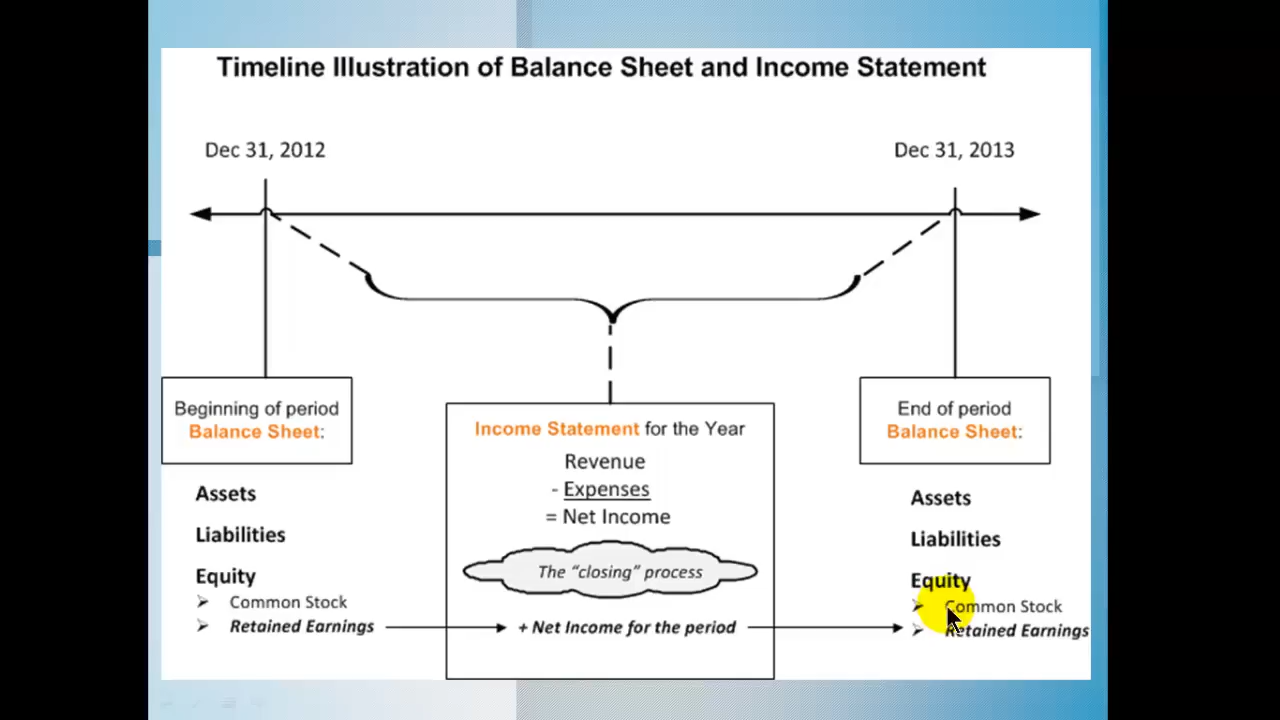 Timeline Illustration of Balance Sheet and Income Statement
Dec 31, 2012
Dec 31, 2013
Beginning of period
Balance Sheet:
Assets
Liabilities
Equity
Common Stock
Retained Earnings
Income Statement for the Year
Revenue
- Expenses
= Net Income
The “closing” process
+ Net Income for the period
End of period
Balance Sheet:
Assets
Liabilities
Equity
Common Stock
Retained Earnings